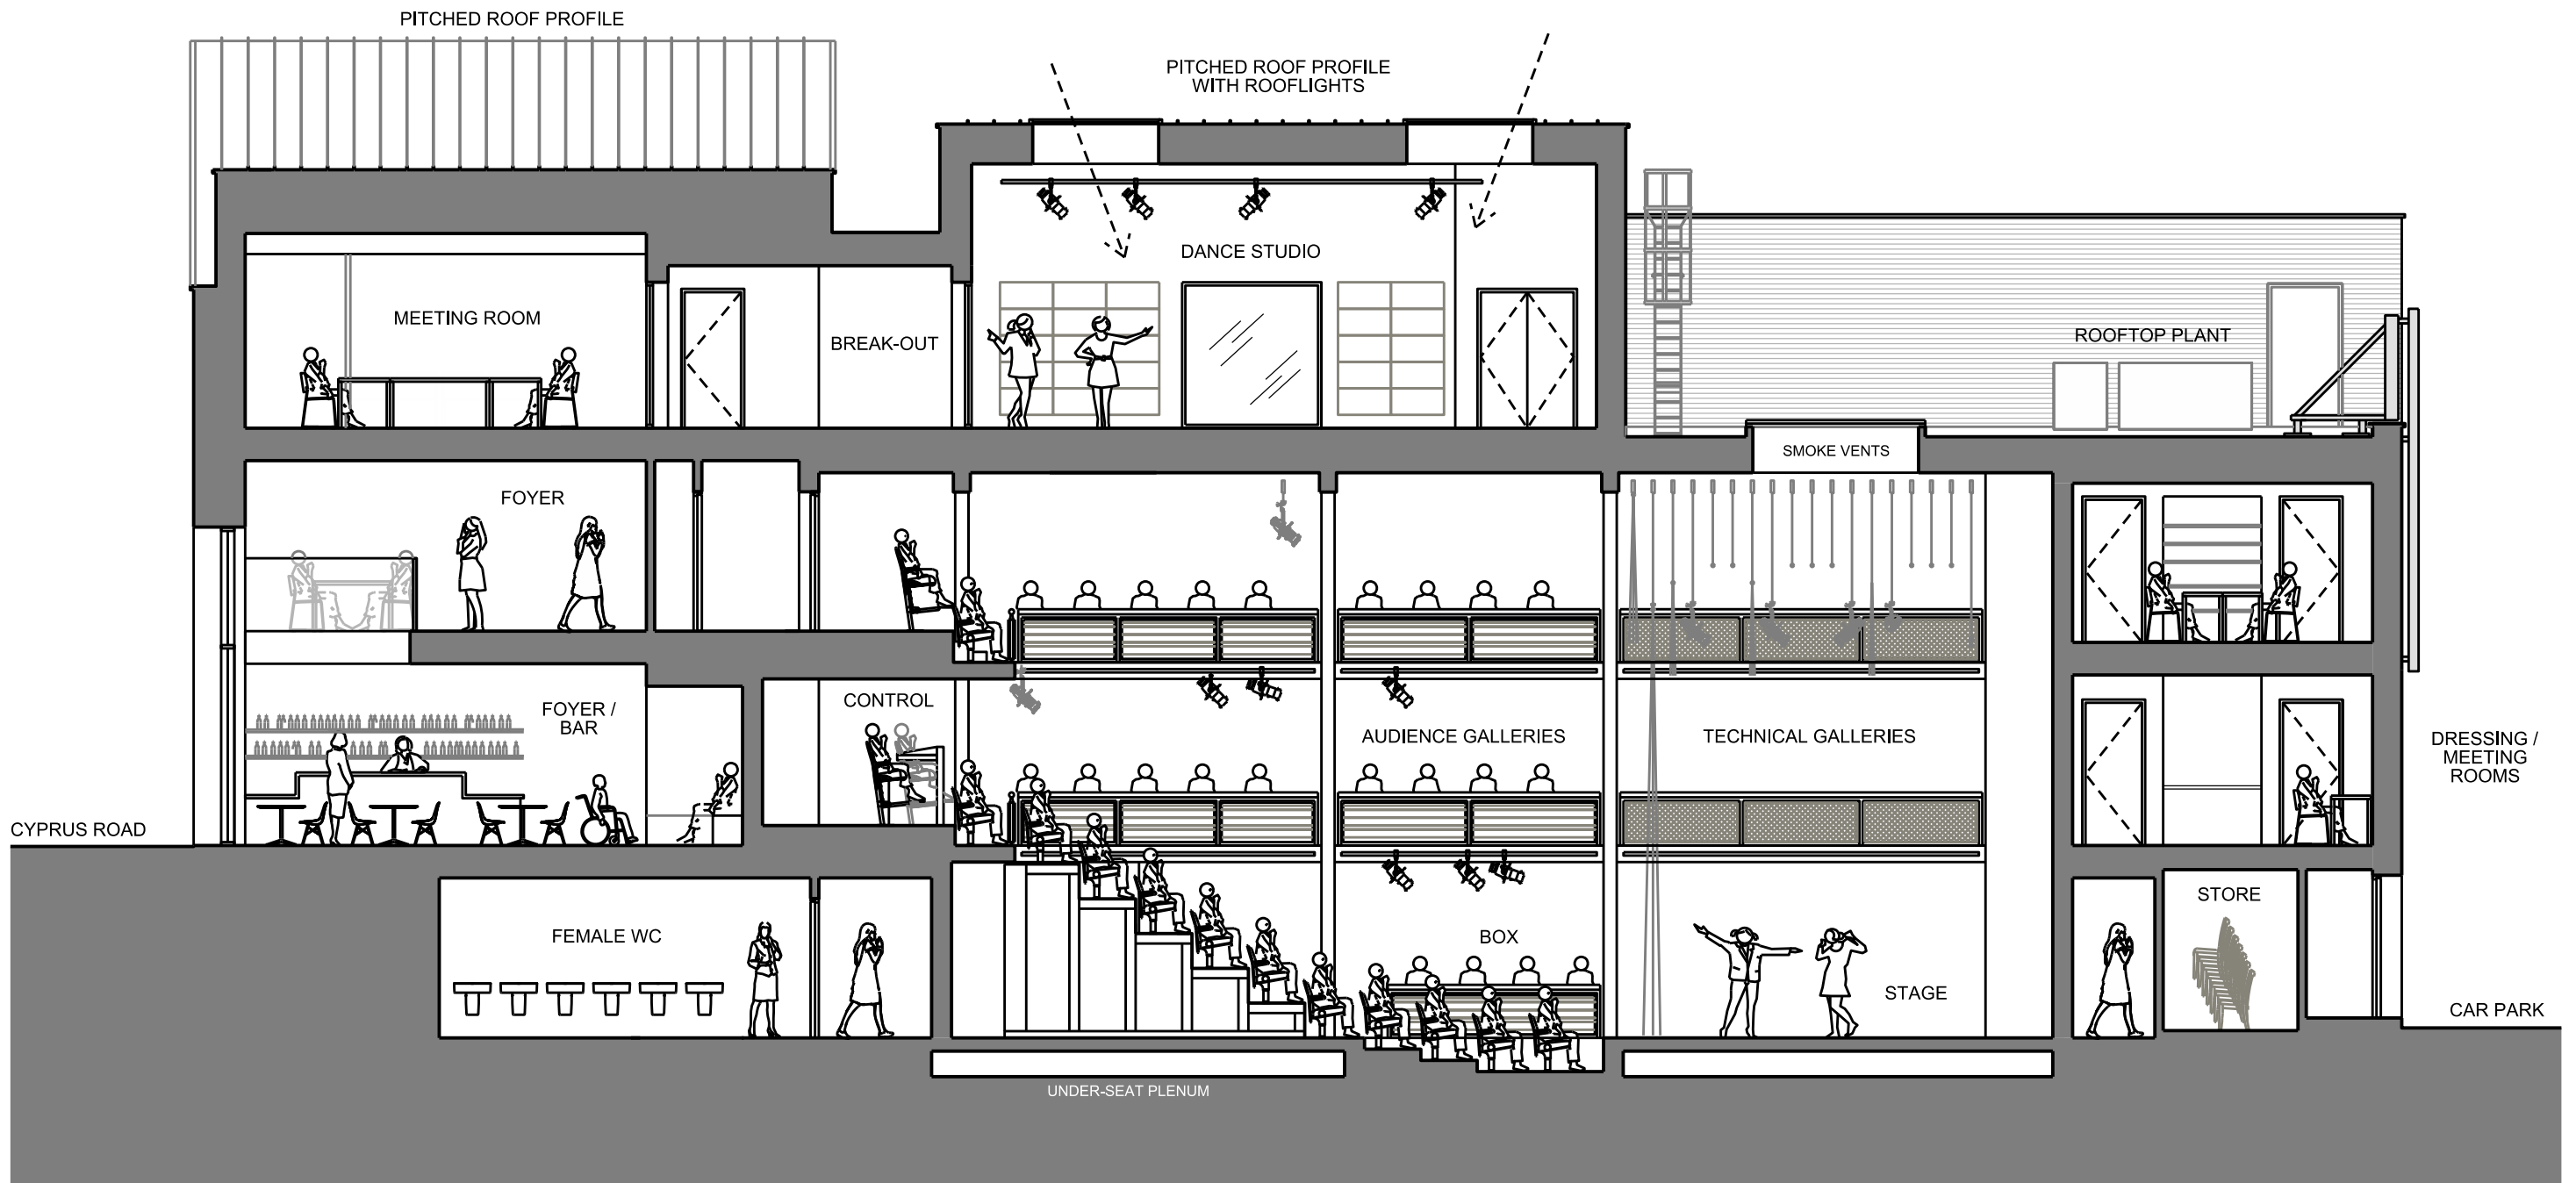 PITCHED ROOF PROFILE
PITCHED ROOF PROFILE
WITH ROOFLIGHTS
DANCE STUDIO
MEETING ROOM
BREAK-OUT
ROOFTOP PLANT
SMOKE VENTS
FOYER
CONTROL
FOYER /
BAR
AUDIENCE GALLERIES
TECHNICAL GALLERIES
DRESSING /
MEETING
ROOMS
CYPRUS ROAD
FEMALE WC
BOX
STORE
STAGE
CAR PARK
UNDER-SEAT PLENUM